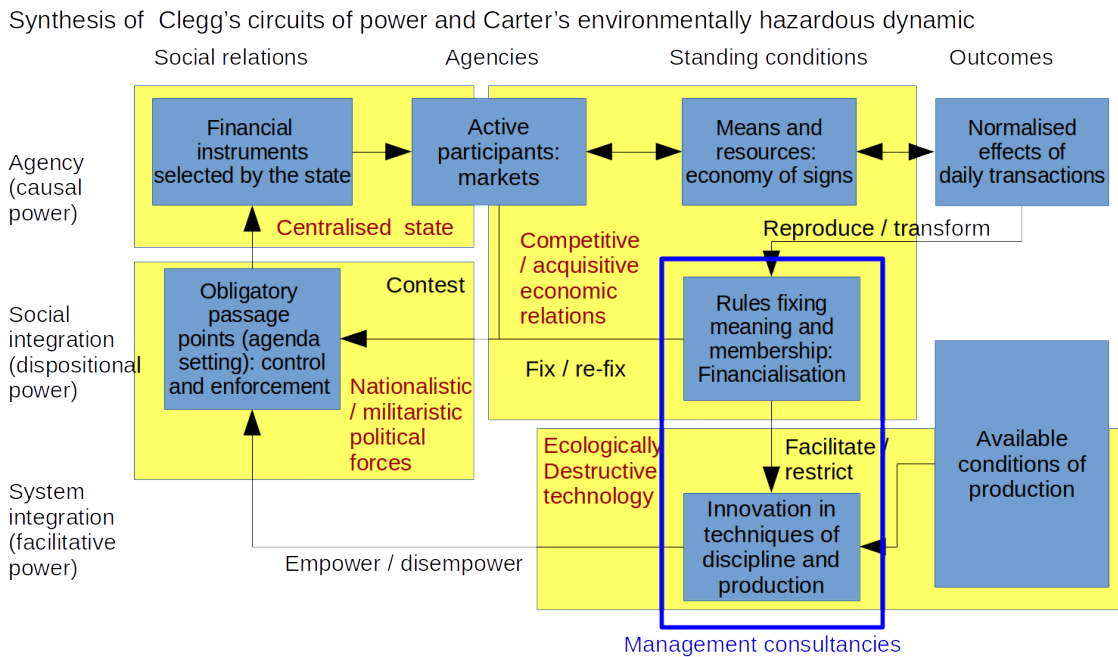 Synthesis of  Clegg's circuits of power and Carter's environmentally hazardous dynamic
Social relations
Agencies
Standing conditions
Outcomes
Agency
(causal
power)
Financial
instruments
selected by the state
Active
participants:
markets
Means and
resources:
economy of signs
Normalised
effects of
daily transactions
Centralised  state
Competitive
/ acquisitive
economic
relations
Reproduce / transform
Social
integration
(dispositional
power)
Obligatory
passage
points (agenda
setting): control
and enforcement
Contest
Fix / re-fix
Rules fixing
meaning and
membership:
Financialisation
Nationalistic
/ militaristic
political
forces
Ecologically
Destructive
technology
Facilitate /
restrict
Available
conditions of
production
System
integration
(facilitative
power)
Innovation in
techniques of
discipline and
production
Empower / disempower
Management consultancies